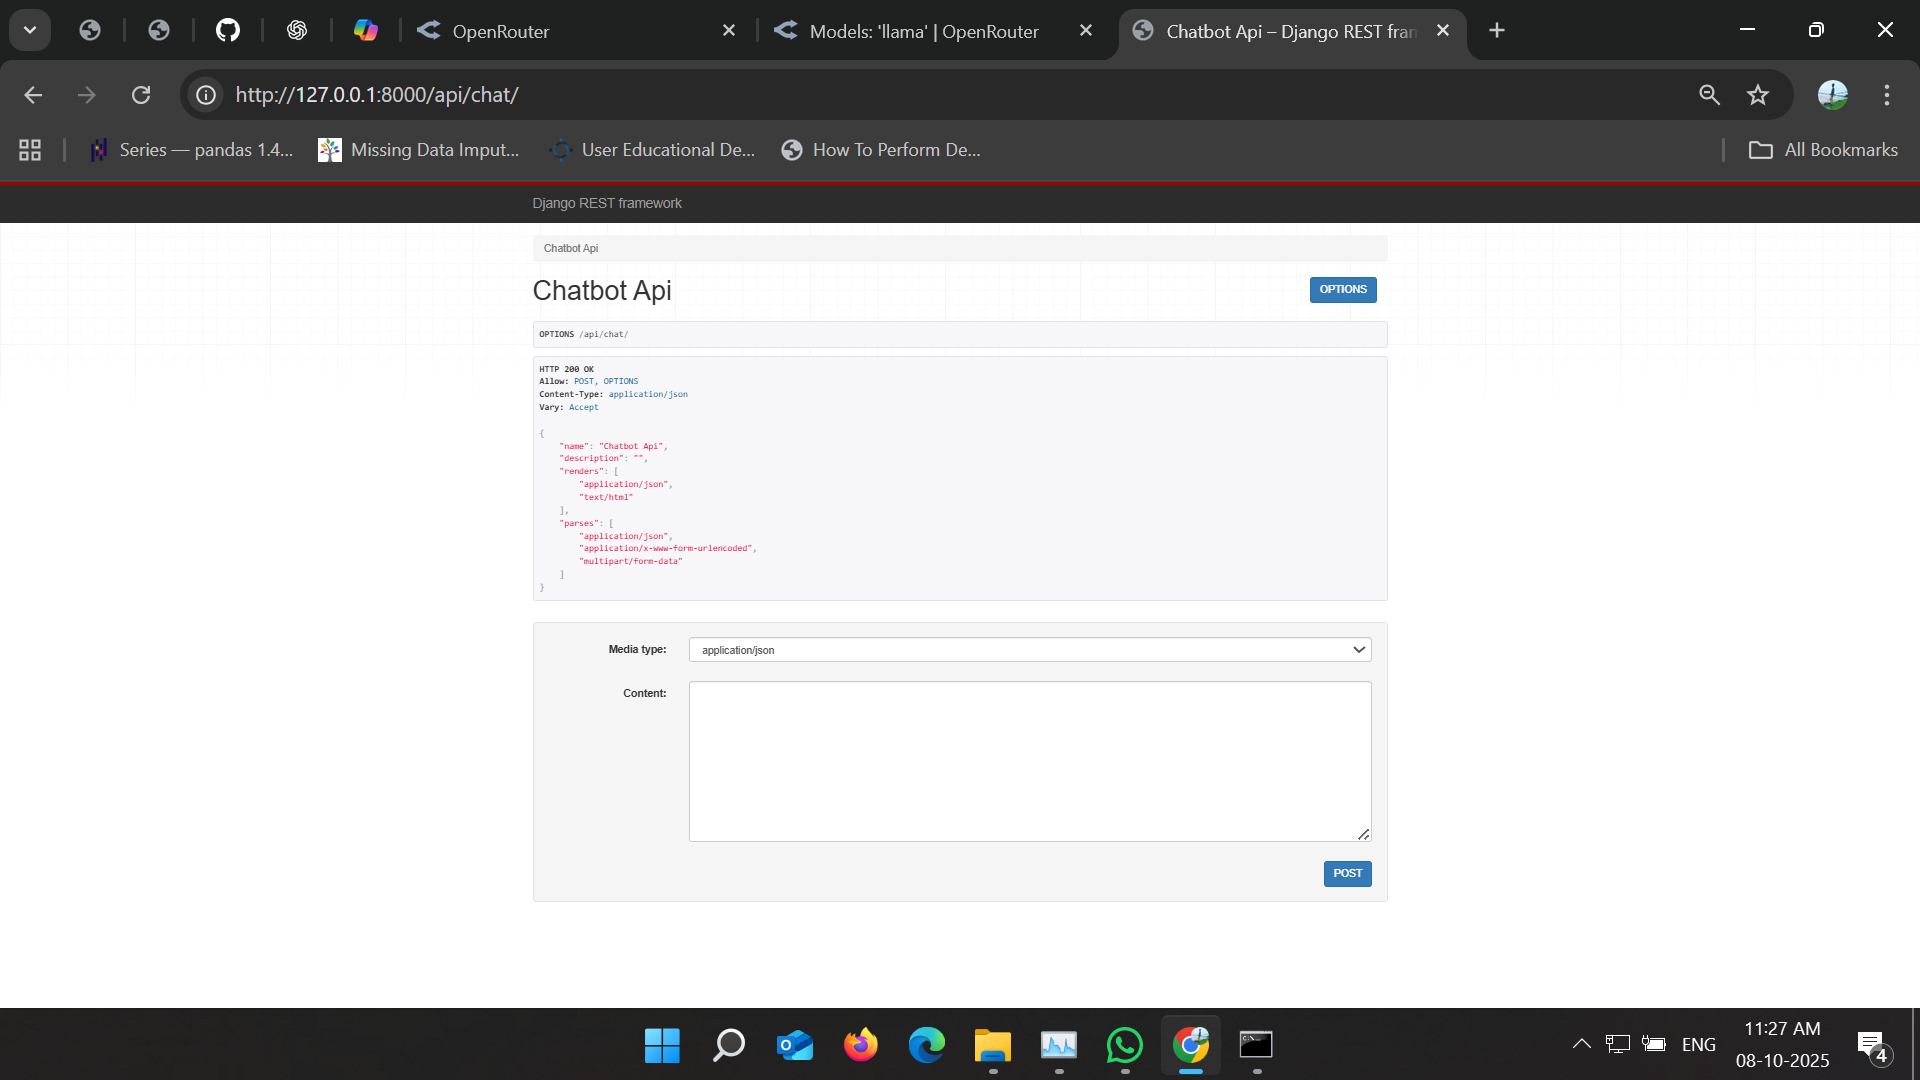 OpenRouter
Models: 'llama' | OpenRouter
Chatbot Api – Django REST fran
http://127.0.0.1:8000/api/chat/
Series — pandas 1.4...
Missing Data Imput...
User Educational De...
How To Perform De...
All Bookmarks
Django REST framework
Chatbot Api
Chatbot Api
OPTIONS
OPTIONS /api/chat/
HTTP 200 OK
Allow: POST, OPTIONS
Content-Type: application/json
Vary: Accept
{
"name": "Chatbot Api",
"description": "",
"renders": [
"application/json",
"text/html"
],
"parses": [
"application/json",
"application/x-www-form-urlencoded",
"multipart/form-data"
]
}
Media type:
application/json
Content:
POST
ENG
11:27 AM
08-10-2025
4